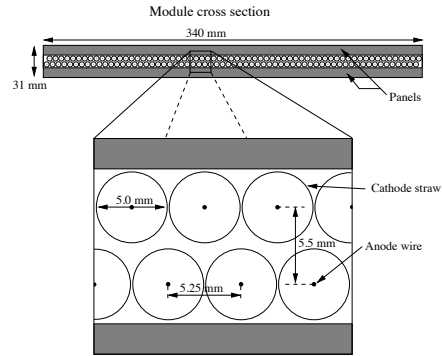 Module cross section
340 mm
31 mm
Panels
5.0 mm
Cathode straw
5.5 mm
Anode wire
5.25 mm